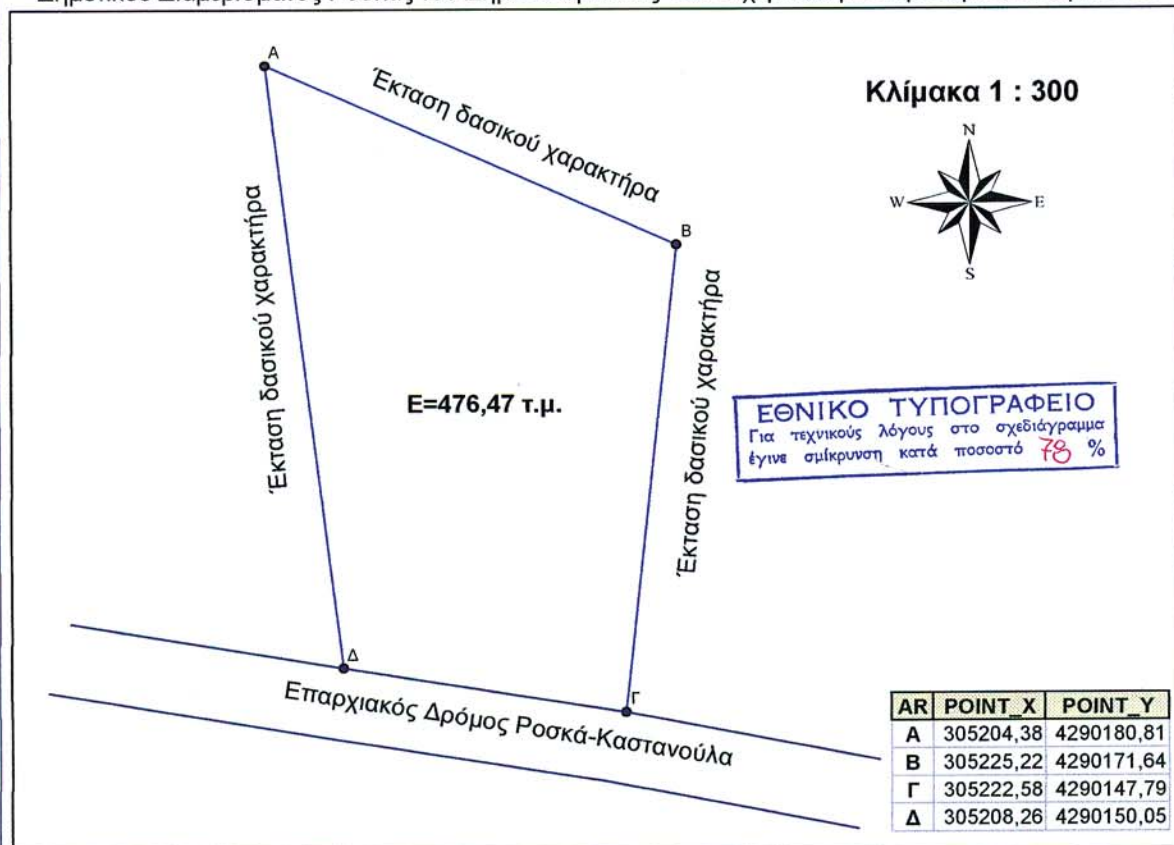 Κλίμακα 1 : 300
N
W
E
S
A
Έκταση δασικού χαρακτήρα
B
Έκταση δασικού χαρακτήρα
Έκταση δασικού χαρακτήρα
E=476,47 τ.μ.
ΕΘΝΙΚΟ ΤΥΠΟΓΡΑΦΕΙΟ
Για τεχνικούς λόγους στο σχεδιάγραμμα
έγινε σμίκρυνση κατά ποσοστό 78 %
Δ
Γ
Επαρχιακός Δρόμος Ροσκά-Καστανούλα
AR POINT_X POINT_Y
A 305204,38 4290180,81
B 305225,22 4290171,64
Γ 305222,58 4290147,79
Δ 305208,26 4290150,05